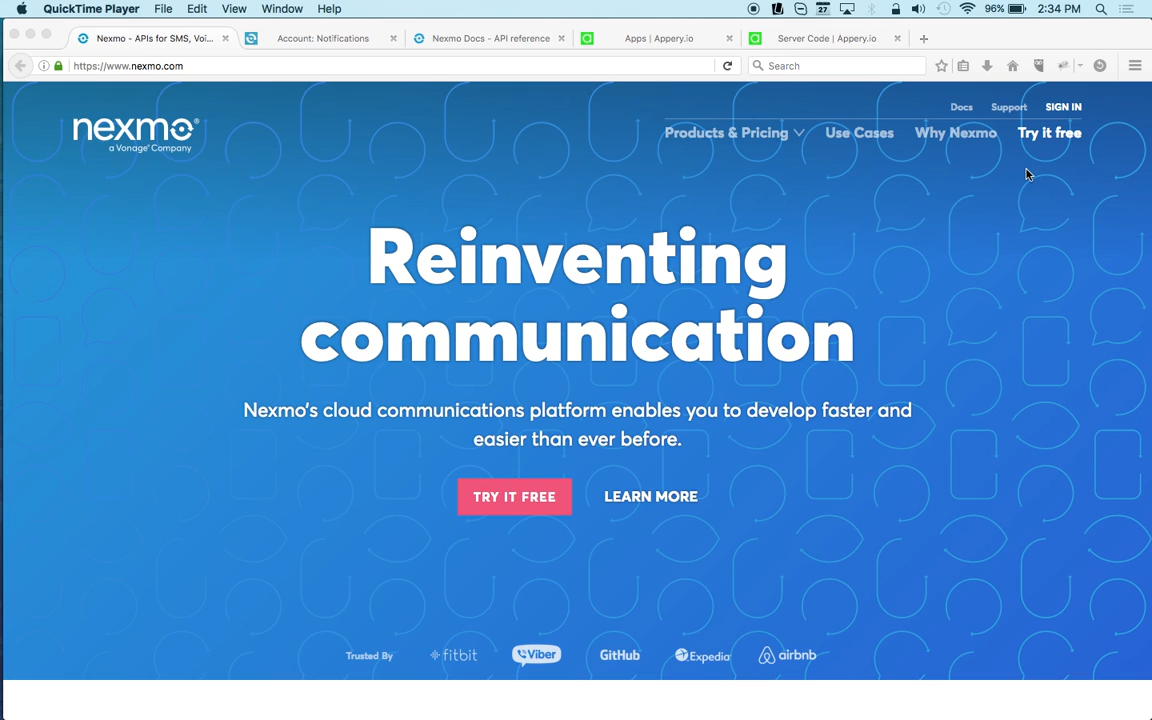 QuickTime Player File Edit View Window Help 27 96% 2:34 PM
Nexmo - APIs for SMS, Voi... Account: Notifications Nexmo Docs - API reference Apps | Appery.io Server Code | Appery.io
https://www.nexmo.com Search
Docs Support SIGN IN
nexmo®
a Vonage® Company
Products & Pricing Use Cases Why Nexmo Try it free
Reinventing
communication
Nexmo's cloud communications platform enables you to develop faster and
easier than ever before.
TRY IT FREE LEARN MORE
Trusted By fitbit Viber GitHub Expedia airbnb